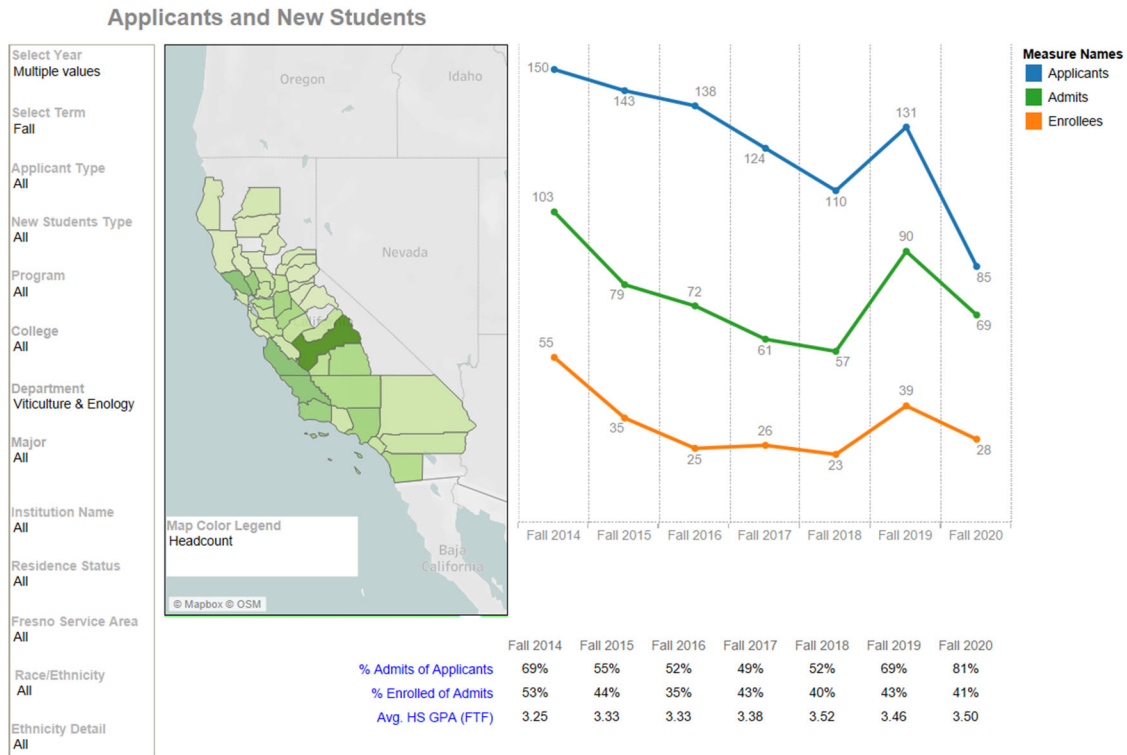 Applicants and New Students
Select Year
Multiple values
Select Term
Fall
Applicant Type
All
New Students Type
All
Program
All
College
All
Department
Viticulture & Enology
Major
All
Institution Name
All
Residence Status
All
Fresno Service Area
All
Race/Ethnicity
All
Ethnicity Detail
All
Oregon
Idaho
Nevada
Baja
California
Map Color Legend
Headcount
© Mapbox © OSM
150
143
138
124
110
131
85
103
79
72
61
57
90
69
55
35
25
26
23
39
28
Fall 2014 Fall 2015 Fall 2016 Fall 2017 Fall 2018 Fall 2019 Fall 2020
Measure Names
Applicants
Admits
Enrollees
Fall 2014 Fall 2015 Fall 2016 Fall 2017 Fall 2018 Fall 2019 Fall 2020
% Admits of Applicants 69% 55% 52% 49% 52% 69% 81%
% Enrolled of Admits 53% 44% 35% 43% 40% 43% 41%
Avg. HS GPA (FTF) 3.25 3.33 3.33 3.38 3.52 3.46 3.50